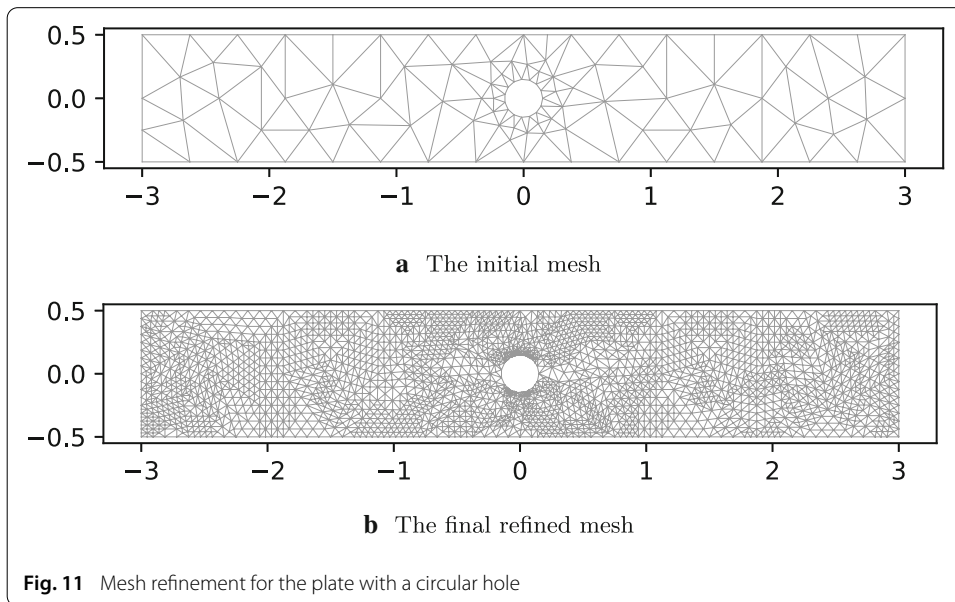 0.5
0.0
−0.5
−3 −2 −1 0 1 2 3
a The initial mesh
0.5
0.0
−0.5
−3 −2 −1 0 1 2 3
b The final refined mesh
Fig. 11 Mesh refinement for the plate with a circular hole